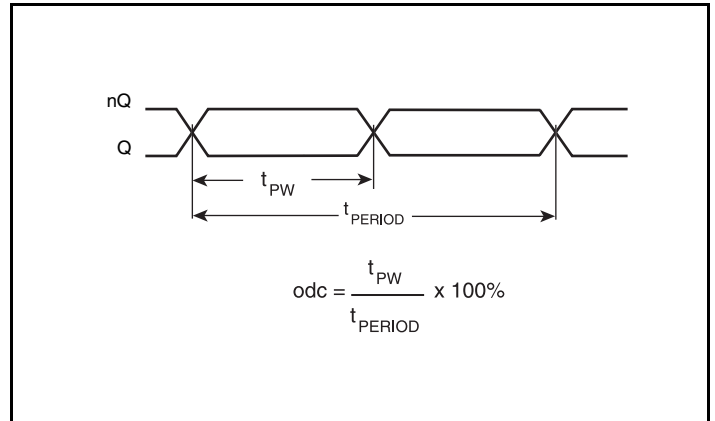 nQ
Q
tPW
tPERIOD
odc = tPW / tPERIOD x 100%